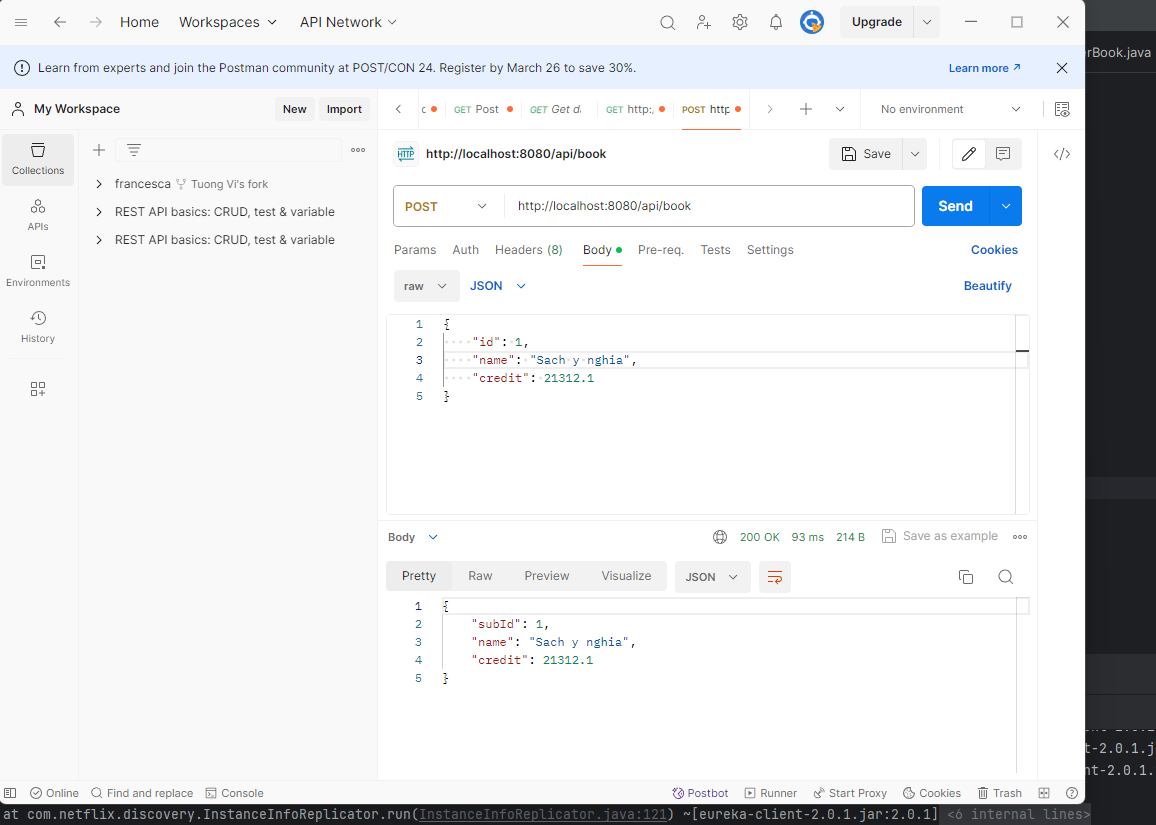 Home Workspaces API Network Upgrade
rBook.java
Learn from experts and join the Postman community at POST/CON 24. Register by March 26 to save 30%. Learn more
My Workspace New Import
GET Post GET Get d. GET http:, POST http No environment
Collections
APIs
Environments
History
francesca Tuong Vi's fork
REST API basics: CRUD, test & variable
REST API basics: CRUD, test & variable
HTTP http://localhost:8080/api/book Save
POST http://localhost:8080/api/book Send
Params Auth Headers (8) Body Pre-req. Tests Settings Cookies
raw JSON Beautify
1 {
2 "id": 1,
3 "name": "Sach y nghia",
4 "credit": 21312.1
5 }
Body 200 OK 93 ms 214 B Save as example
Pretty Raw Preview Visualize JSON
1 {
2 "subId": 1,
3 "name": "Sach y nghia",
4 "credit": 21312.1
5 }
t-2.0.1.j
nt-2.0.1.
Online Find and replace Console Postbot Runner Start Proxy Cookies Trash
at com.netflix.discovery.InstanceInfoReplicator.run(InstanceInfoReplicator.java:121) ~[eureka-client-2.0.1.jar:2.0.1] <6 internal lines>